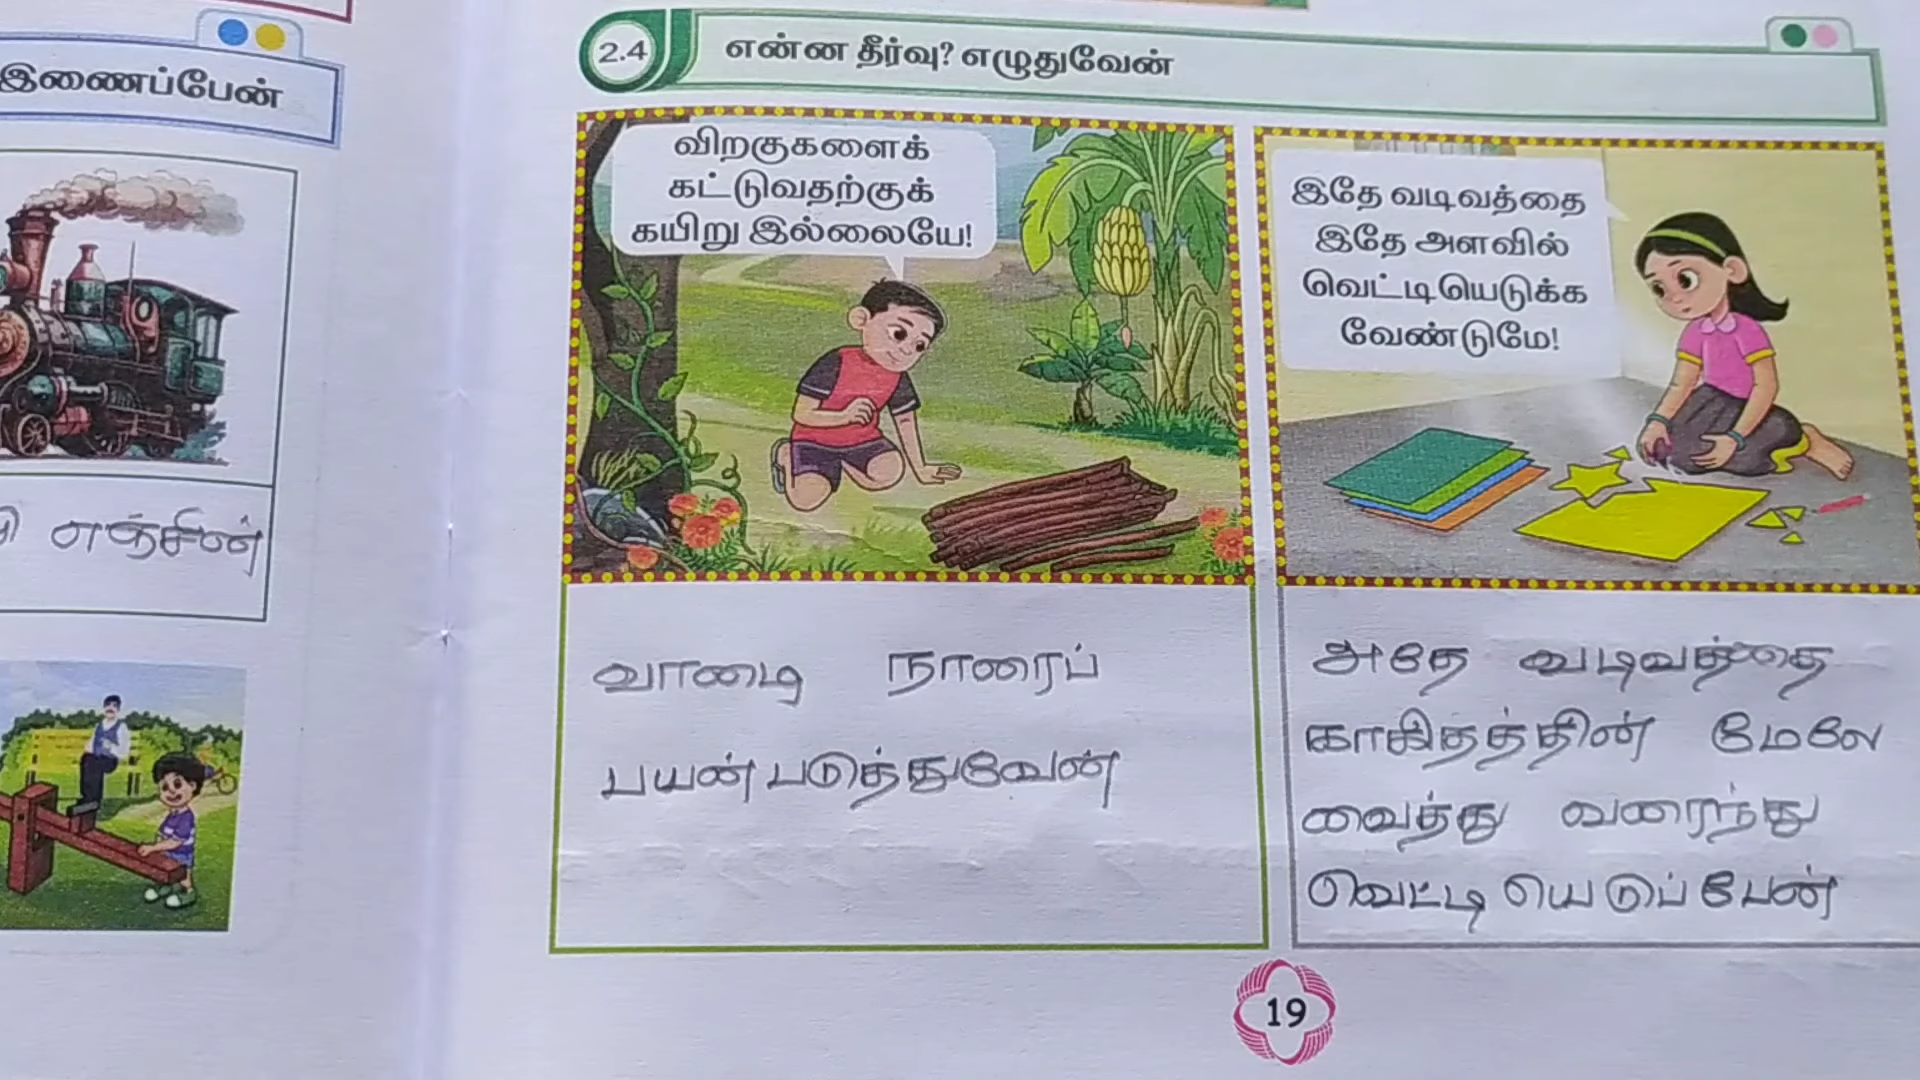 இணைப்பேன்
எஞ்சின்
2.4
என்ன தீர்வு? எழுதுவேன்
விறகுகளைக்
கட்டுவதற்குக்
கயிறு இல்லையே!
இதே வடிவத்தை
இதே அளவில்
வெட்டியெடுக்க
வேண்டுமே!
வாழை நாரைப்
பயன்படுத்துவேன்
அதே வடிவத்தை
காகிதத்தின் மேலே
வைத்து வரைந்து
வெட்டி யெடுப்பேன்
19